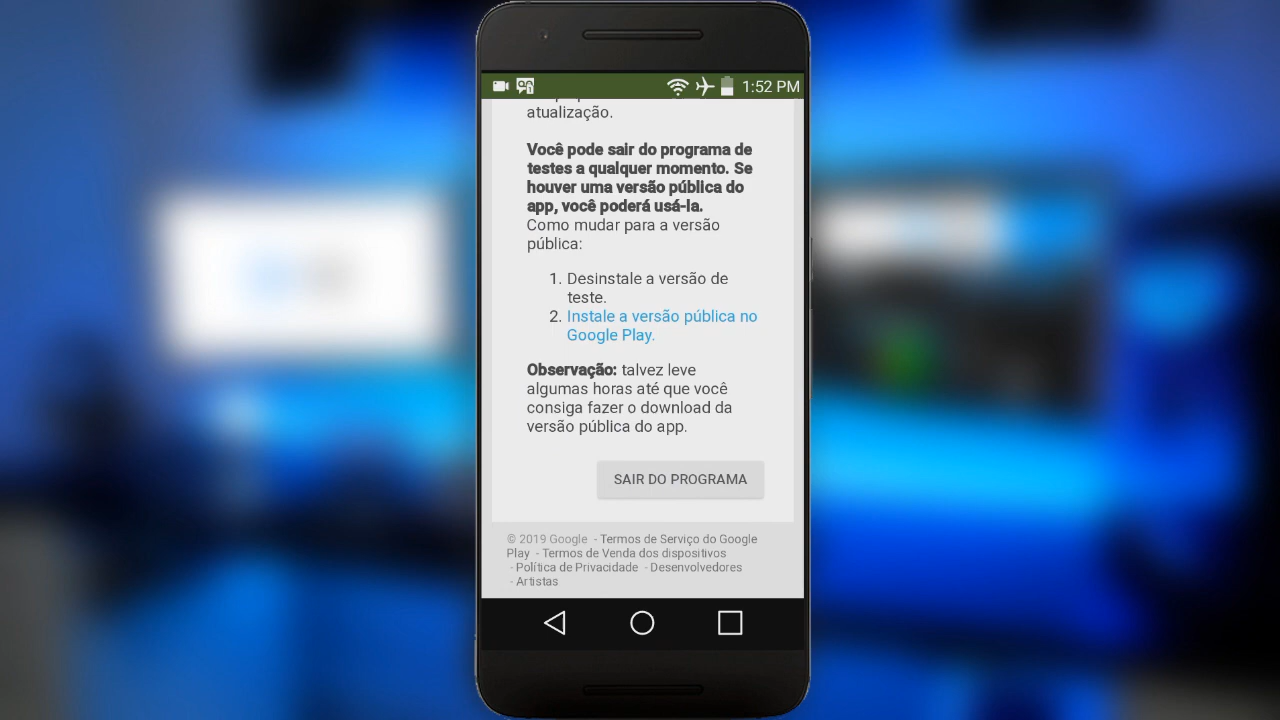 1:52 PM
atualização.
Você pode sair do programa de
testes a qualquer momento. Se
houver uma versão pública do
app, você poderá usá-la.
Como mudar para a versão
pública:
1. Desinstale a versão de
teste.
2. Instale a versão pública no
Google Play.
Observação: talvez leve
algumas horas até que você
consiga fazer o download da
versão pública do app.
SAIR DO PROGRAMA
© 2019 Google - Termos de Serviço do Google
Play - Termos de Venda dos dispositivos
- Política de Privacidade - Desenvolvedores
- Artistas